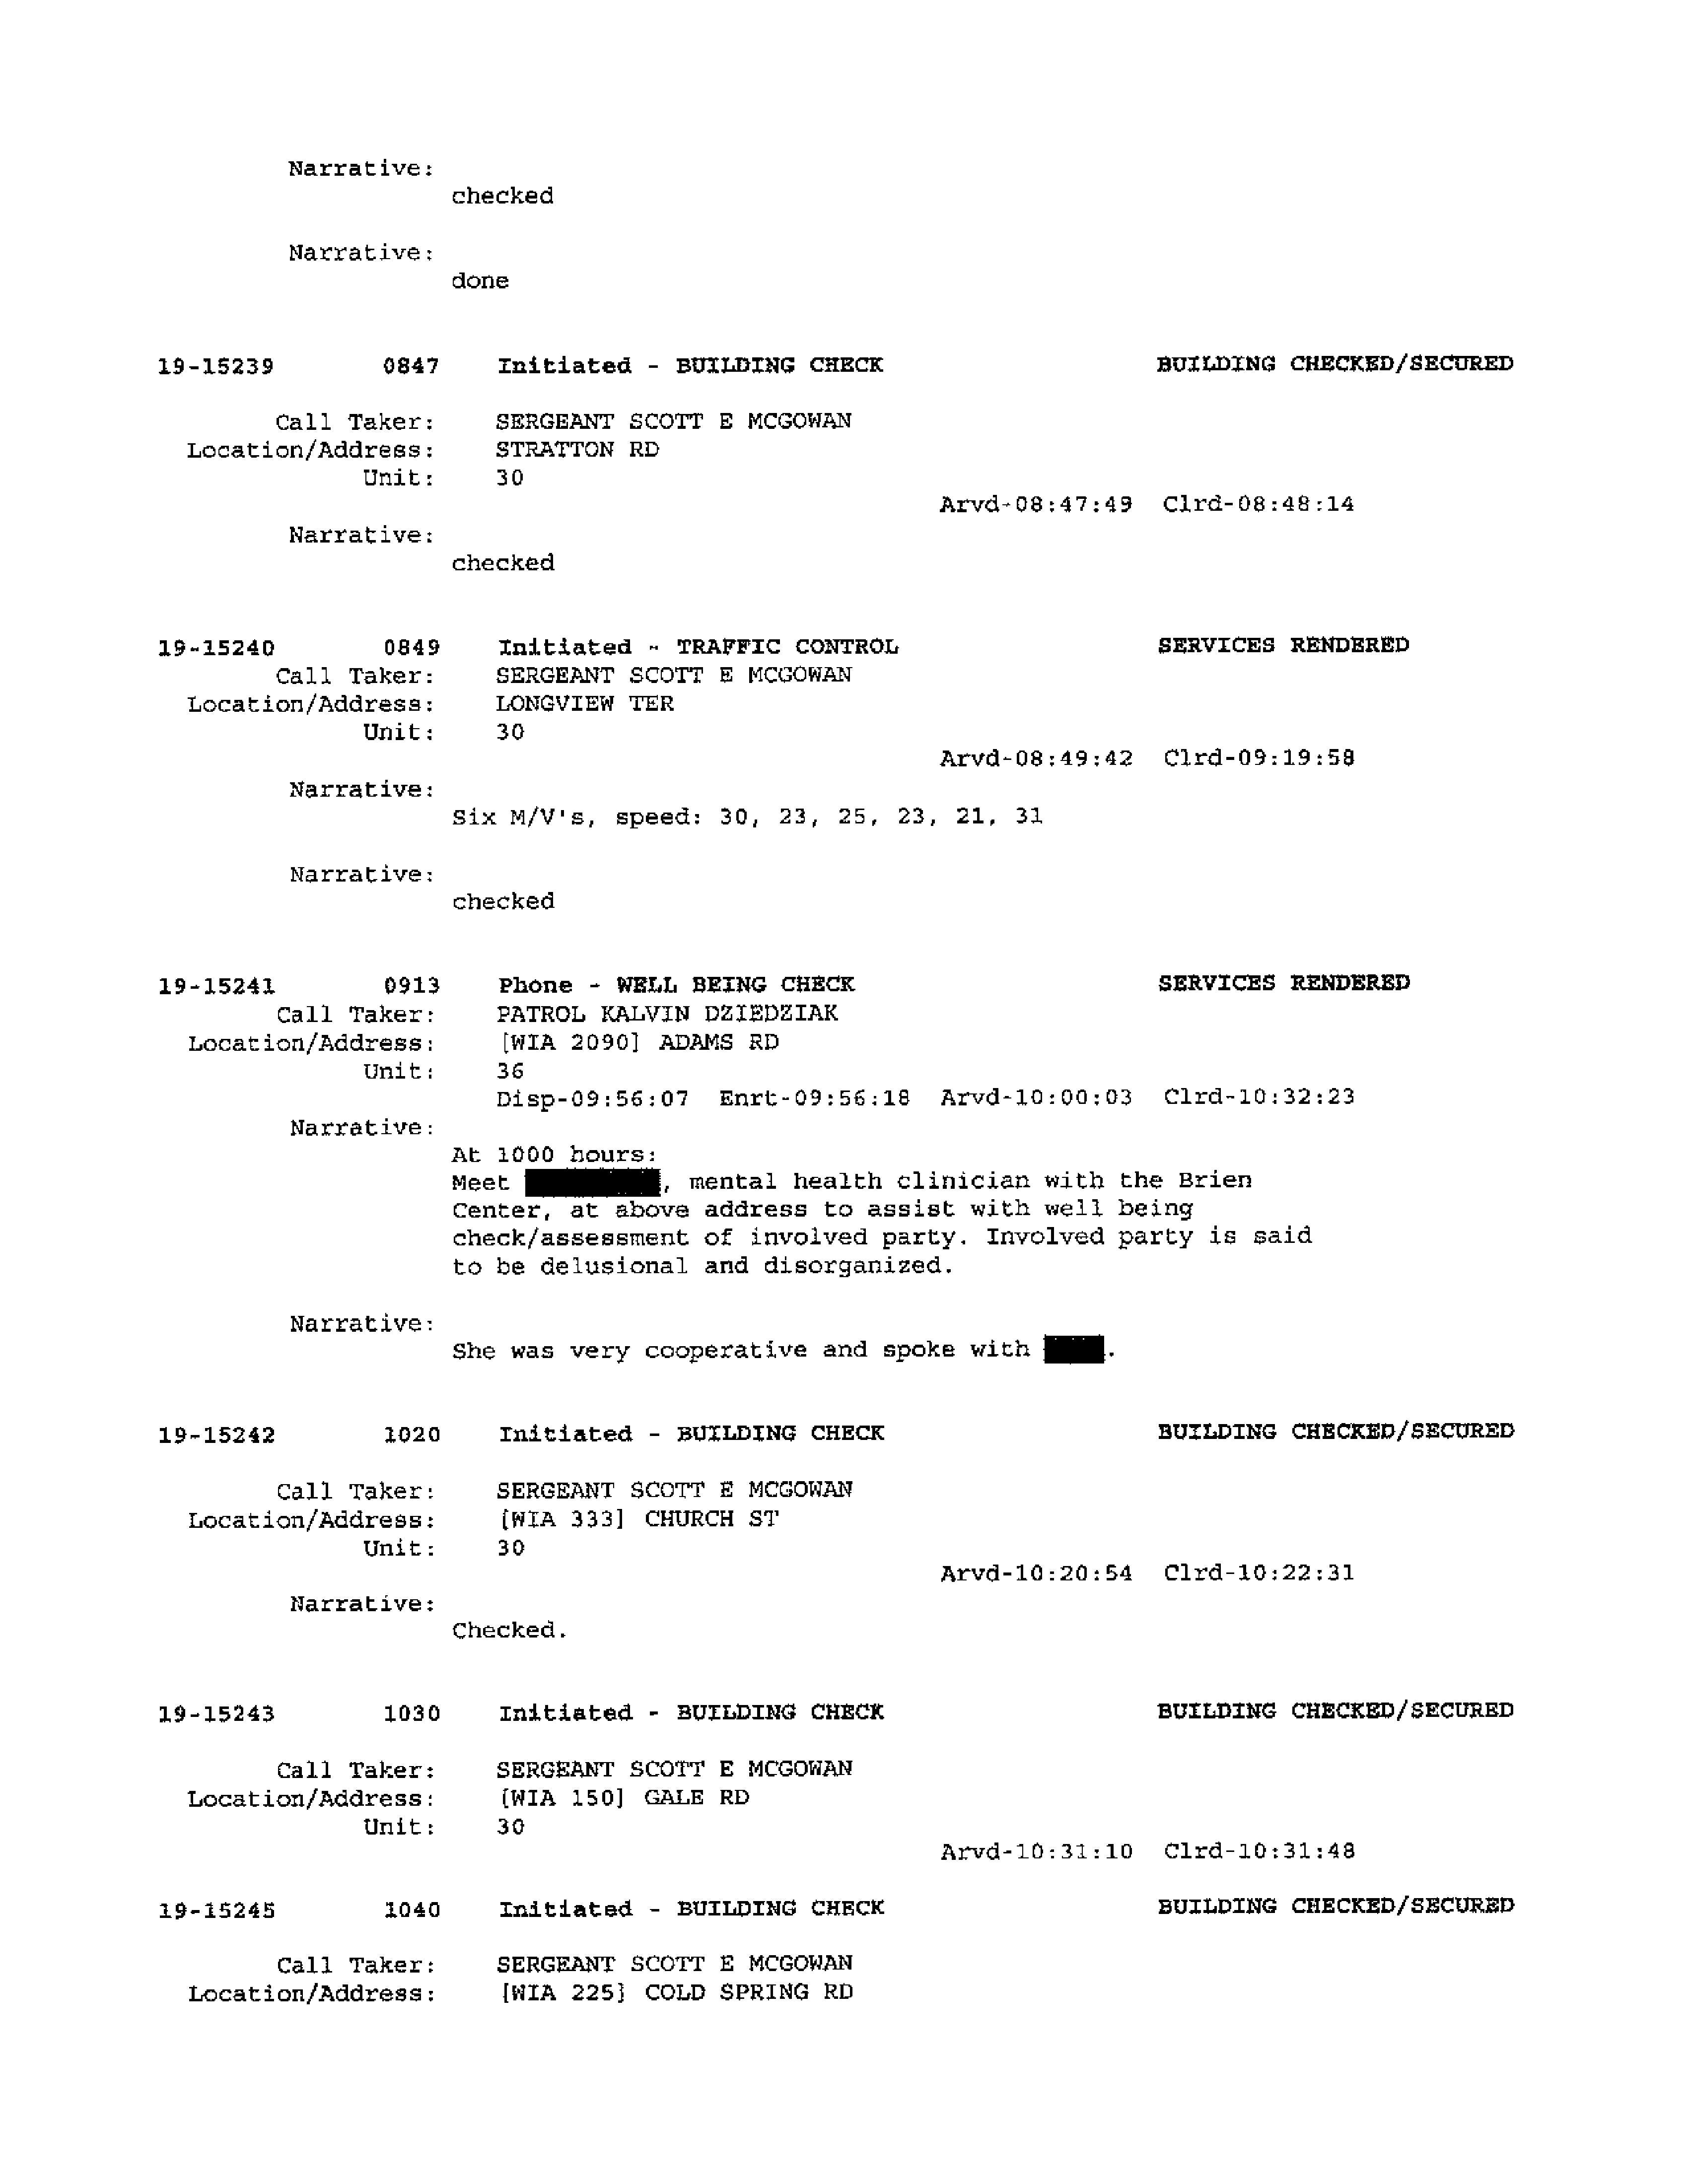 Narrative:
checked
Narrative:
done
19-15239 0847 Initiated - BUILDING CHECK BUILDING CHECKED/SECURED
Call Taker: SERGEANT SCOTT E MCGOWAN
Location/Address: STRATTON RD
Unit: 30
Arvd-08:47:49 Clrd-08:48:14
Narrative:
checked
19-15240 0849 Initiated - TRAFFIC CONTROL SERVICES RENDERED
Call Taker: SERGEANT SCOTT E MCGOWAN
Location/Address: LONGVIEW TER
Unit: 30
Arvd-08:49:42 Clrd-09:19:58
Narrative:
Six M/V's, speed: 30, 23, 25, 23, 21, 31
Narrative:
checked
19-15241 0913 Phone - WELL BEING CHECK SERVICES RENDERED
Call Taker: PATROL KALVIN DZIEDZIAK
Location/Address: [WIA 2090] ADAMS RD
Unit: 36
Disp-09:56:07 Enrt-09:56:18 Arvd-10:00:03 Clrd-10:32:23
Narrative:
At 1000 hours:
Meet , mental health clinician with the Brien
Center, at above address to assist with well being
check/assessment of involved party. Involved party is said
to be delusional and disorganized.
Narrative:
She was very cooperative and spoke with .
19-15242 1020 Initiated - BUILDING CHECK BUILDING CHECKED/SECURED
Call Taker: SERGEANT SCOTT E MCGOWAN
Location/Address: [WIA 333] CHURCH ST
Unit: 30
Arvd-10:20:54 Clrd-10:22:31
Narrative:
Checked.
19-15243 1030 Initiated - BUILDING CHECK BUILDING CHECKED/SECURED
Call Taker: SERGEANT SCOTT E MCGOWAN
Location/Address: [WIA 150] GALE RD
Unit: 30
Arvd-10:31:10 Clrd-10:31:48
19-15245 1040 Initiated - BUILDING CHECK BUILDING CHECKED/SECURED
Call Taker: SERGEANT SCOTT E MCGOWAN
Location/Address: [WIA 225] COLD SPRING RD